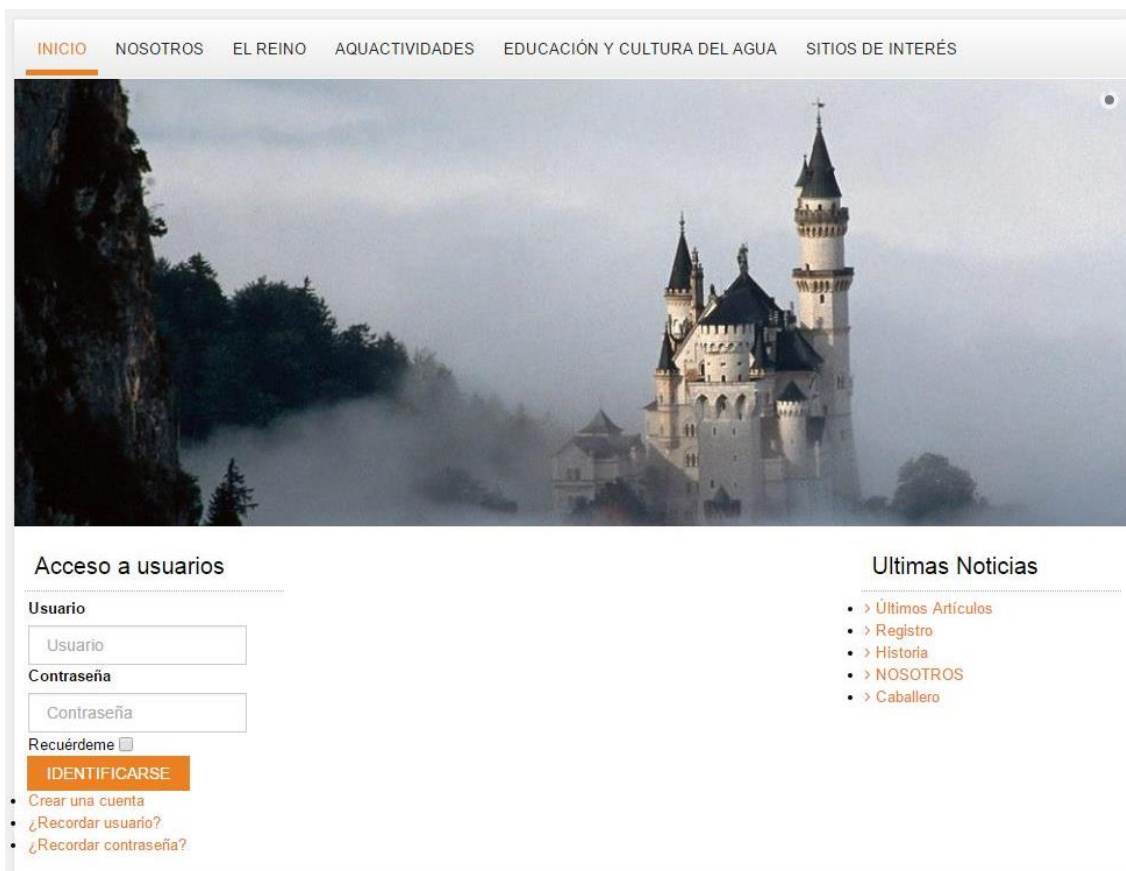 INICIO NOSOTROS EL REINO AQUACTIVIDADES EDUCACIÓN Y CULTURA DEL AGUA SITIOS DE INTERÉS
Acceso a usuarios
Usuario
Usuario
Contraseña
Contraseña
Recuérdeme
IDENTIFICARSE
Crear una cuenta
¿Recordar usuario?
¿Recordar contraseña?
Ultimas Noticias
> Últimos Artículos
> Registro
> Historia
> NOSOTROS
> Caballero